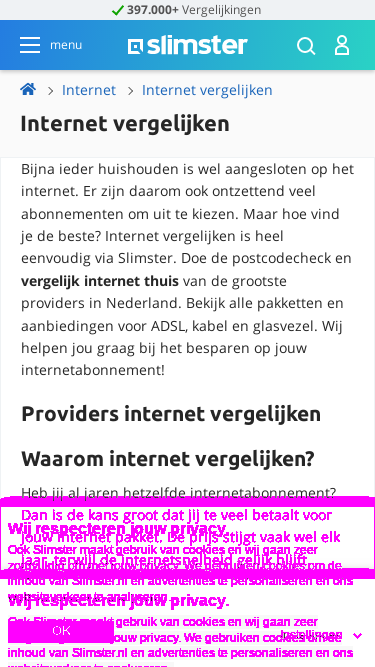 397.000+ Vergelijkingen
menu
slimster
Internet
Internet vergelijken
Internet vergelijken
Bijna ieder huishouden is wel aangesloten op het
internet. Er zijn daarom ook ontzettend veel
abonnementen om uit te kiezen. Maar hoe vind
je de beste? Internet vergelijken is heel
eenvoudig via Slimster. Doe de postcodecheck en
vergelijk internet thuis van de grootste
providers in Nederland. Bekijk alle pakketten en
aanbiedingen voor ADSL, kabel en glasvezel. Wij
helpen jou graag bij het besparen op jouw
internetabonnement!
Providers internet vergelijken
Waarom internet vergelijken?
Heb jij al jaren hetzelfde internetabonnement?
Dan is de kans groot dat jij te veel betaalt voor
Wij respecteren jouw privacy.
jouw internet pakket. De prijs stijgt vaak wel elk
Ook Slimster maakt gebruik van cookies en wij gaan zeer
jaar, terwijl de internetsnelheid gelijk blijft.
zorgvuldig om met jouw privacy. We gebruiken cookies om de
inhoud van Slimster.nl en advertenties te personaliseren en ons
websiteverkeer te analyseren.
Wij respecteren jouw privacy.
Ook Slimster maakt gebruik van cookies en wij gaan zeer
OK
jouw privacy. We gebruiken cookies om de
Instellingen
inhoud van Slimster.nl en advertenties te personaliseren en ons
websiteverkeer te analyseren